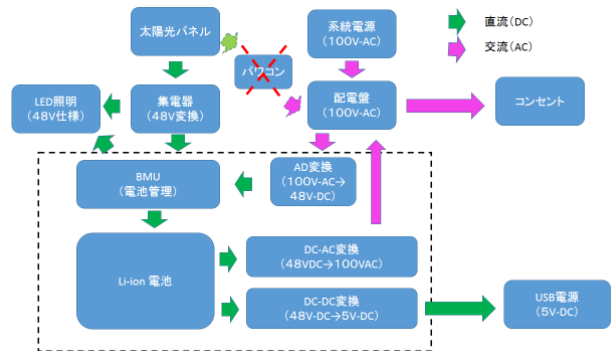 太陽光パネル
系統電源
(100V-AC)
直流(DC)
交流(AC)
パワコン
LED照明
(48V仕様)
集電器
(48V変換)
配電盤
(100V-AC)
コンセント
BMU
(電池管理)
AD変換
(100V-AC→
48V-DC)
Li-ion 電池
DC-AC変換
(48VDC→100VAC)
DC-DC変換
(48V-DC→5V-DC)
USB電源
(5V-DC)